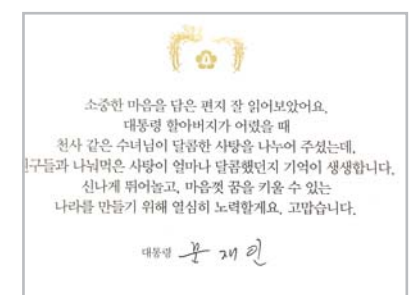 소중한 마음을 담은 편지 잘 읽어보았어요.
대통령 할아버지가 어렸을 때
천사 같은 수녀님이 달콤한 사탕을 나누어 주셨는데,
친구들과 나눠먹은 사탕이 얼마나 달콤했던지 기억이 생생합니다.
신나게 뛰어놀고, 마음껏 꿈을 키울 수 있는
나라를 만들기 위해 열심히 노력할게요. 고맙습니다.
대통령 문재인